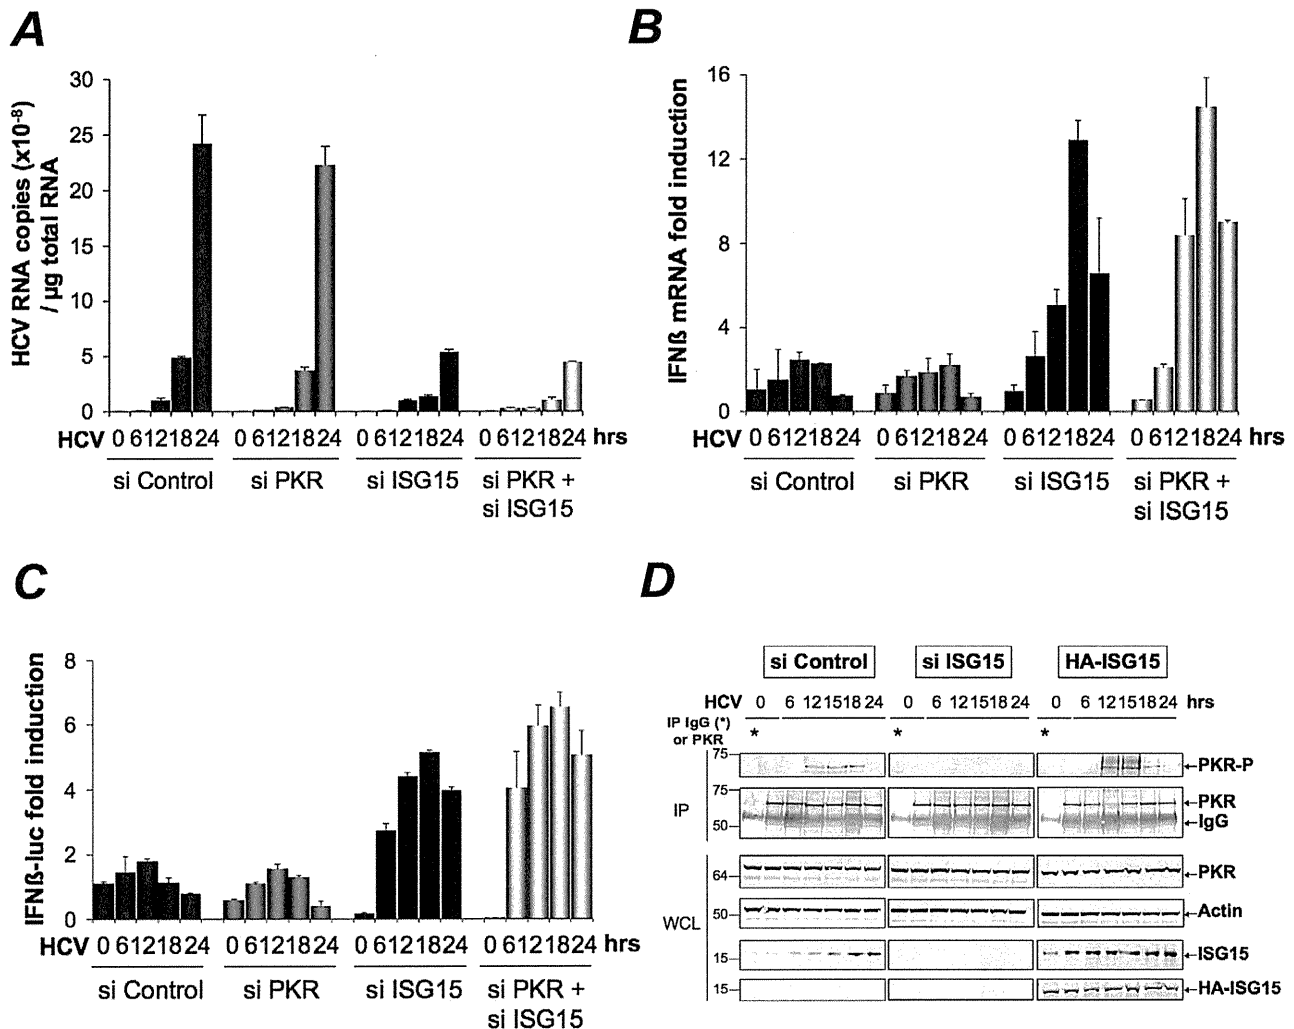 A
30
25
20
15
10
5
0
HCV RNA copies (x10⁻⁸)
/ µg total RNA
HCV 0 6 12 18 24 0 6 12 18 24 0 6 12 18 24 0 6 12 18 24 hrs
si Control si PKR si ISG15 si PKR +
si ISG15
B
16
12
8
4
0
IFNß mRNA fold induction
HCV 0 6 12 18 24 0 6 12 18 24 0 6 12 18 24 0 6 12 18 24 hrs
si Control si PKR si ISG15 si PKR +
si ISG15
C
8
6
4
2
0
IFNß-luc fold induction
HCV 0 6 12 18 24 0 6 12 18 24 0 6 12 18 24 0 6 12 18 24 hrs
si Control si PKR si ISG15 si PKR +
si ISG15
D
si Control si ISG15 HA-ISG15
HCV 0 6 12 15 18 24 0 6 12 15 18 24 0 6 12 15 18 24 hrs
IP IgG (*)
or PKR
* * *
75
PKR-P
IP
75
PKR
50
IgG
WCL
64
PKR
50
Actin
15
ISG15
15
HA-ISG15